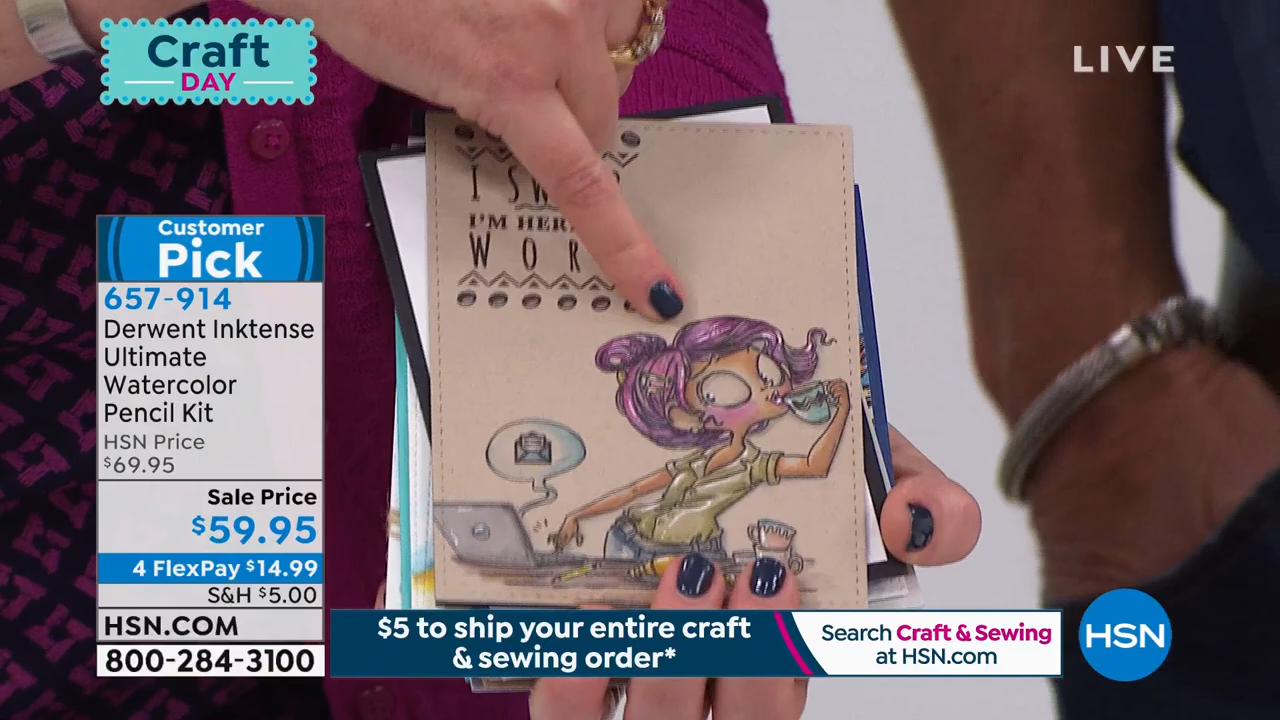 Craft
DAY
LIVE
Customer
Pick
657-914
Derwent Inktense
Ultimate
Watercolor
Pencil Kit
HSN Price
$69.95
Sale Price
$59.95
4 FlexPay $14.99
S&H $5.00
HSN.COM
800-284-3100
I
I'M
$5 to ship your entire craft
& sewing order*
Search Craft & Sewing
at HSN.com
HSN